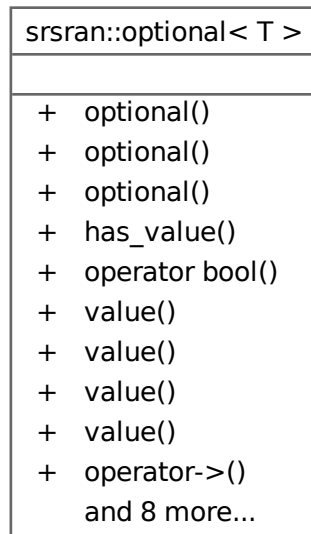 srsran::optional< T >
+ optional()
+ optional()
+ optional()
+ has_value()
+ operator bool()
+ value()
+ value()
+ value()
+ value()
+ operator->()
and 8 more...